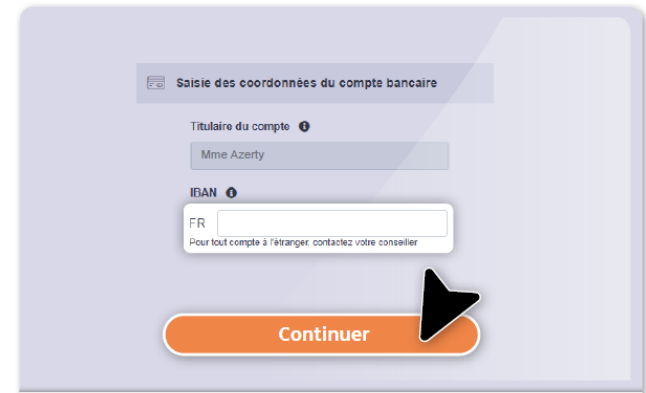 Saisie des coordonnées du compte bancaire
Titulaire du compte
Mme Azerty
IBAN
FR
Pour tout compte à l'étranger, contactez votre conseiller
Continuer